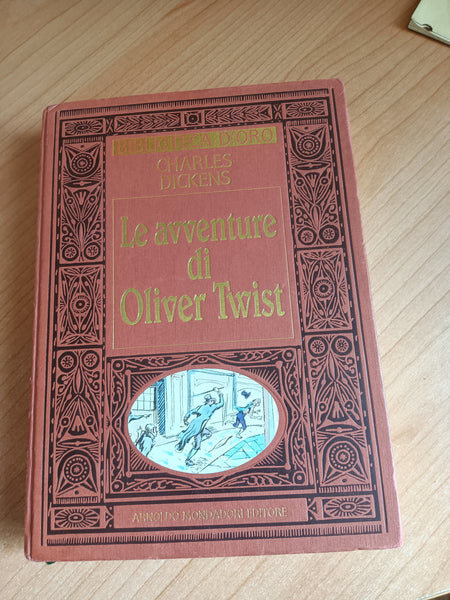 BIBLIOTECA D'ORO
CHARLES
DICKENS
Le avventure
di
Oliver Twist
ARNOLDO MONDADORI EDITORE